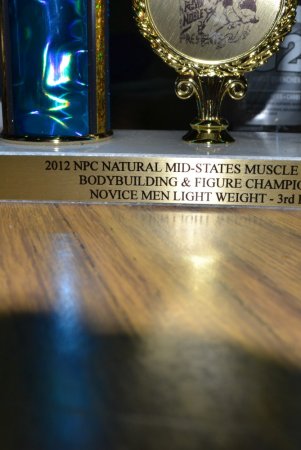 2012 NPC NATURAL MID-STATES MUSCLE
BODYBUILDING & FIGURE CHAMPIO
NOVICE MEN LIGHT WEIGHT - 3rd